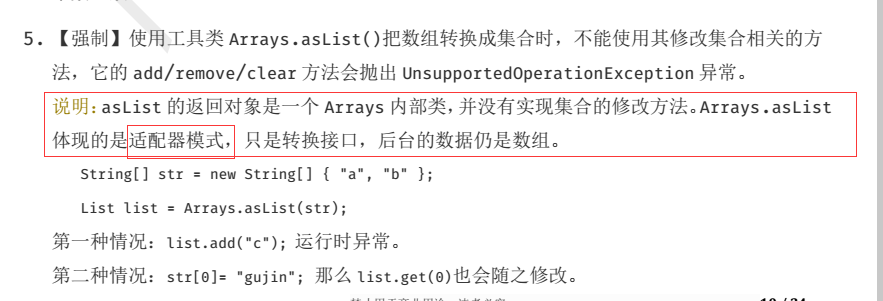 5. 【强制】使用工具类 Arrays.asList()把数组转换成集合时，不能使用其修改集合相关的方
法，它的 add/remove/clear 方法会抛出 UnsupportedOperationException 异常。
说明:asList 的返回对象是一个 Arrays 内部类,并没有实现集合的修改方法。Arrays.asList
体现的是适配器模式，只是转换接口，后台的数据仍是数组。
String[] str = new String[] { "a", "b" };
List list = Arrays.asList(str);
第一种情况：list.add("c"); 运行时异常。
第二种情况：str[0]= "gujin"; 那么 list.get(0)也会随之修改。